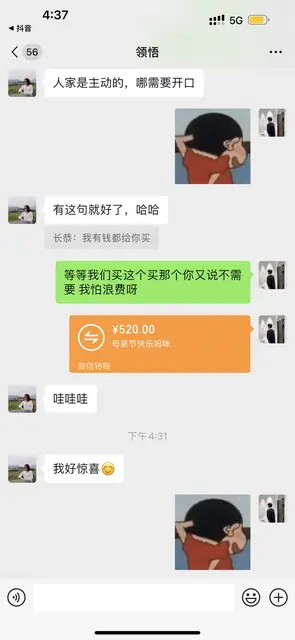 4:37
5G
抖音
56
领悟
人家是主动的，哪需要开口
有这句就好了，哈哈
长恭：我有钱都给你买
等等我们买这个买那个你又说不需
要 我怕浪费呀
¥520.00
母亲节快乐妈咪
微信转账
哇哇哇
下午4:31
我好惊喜